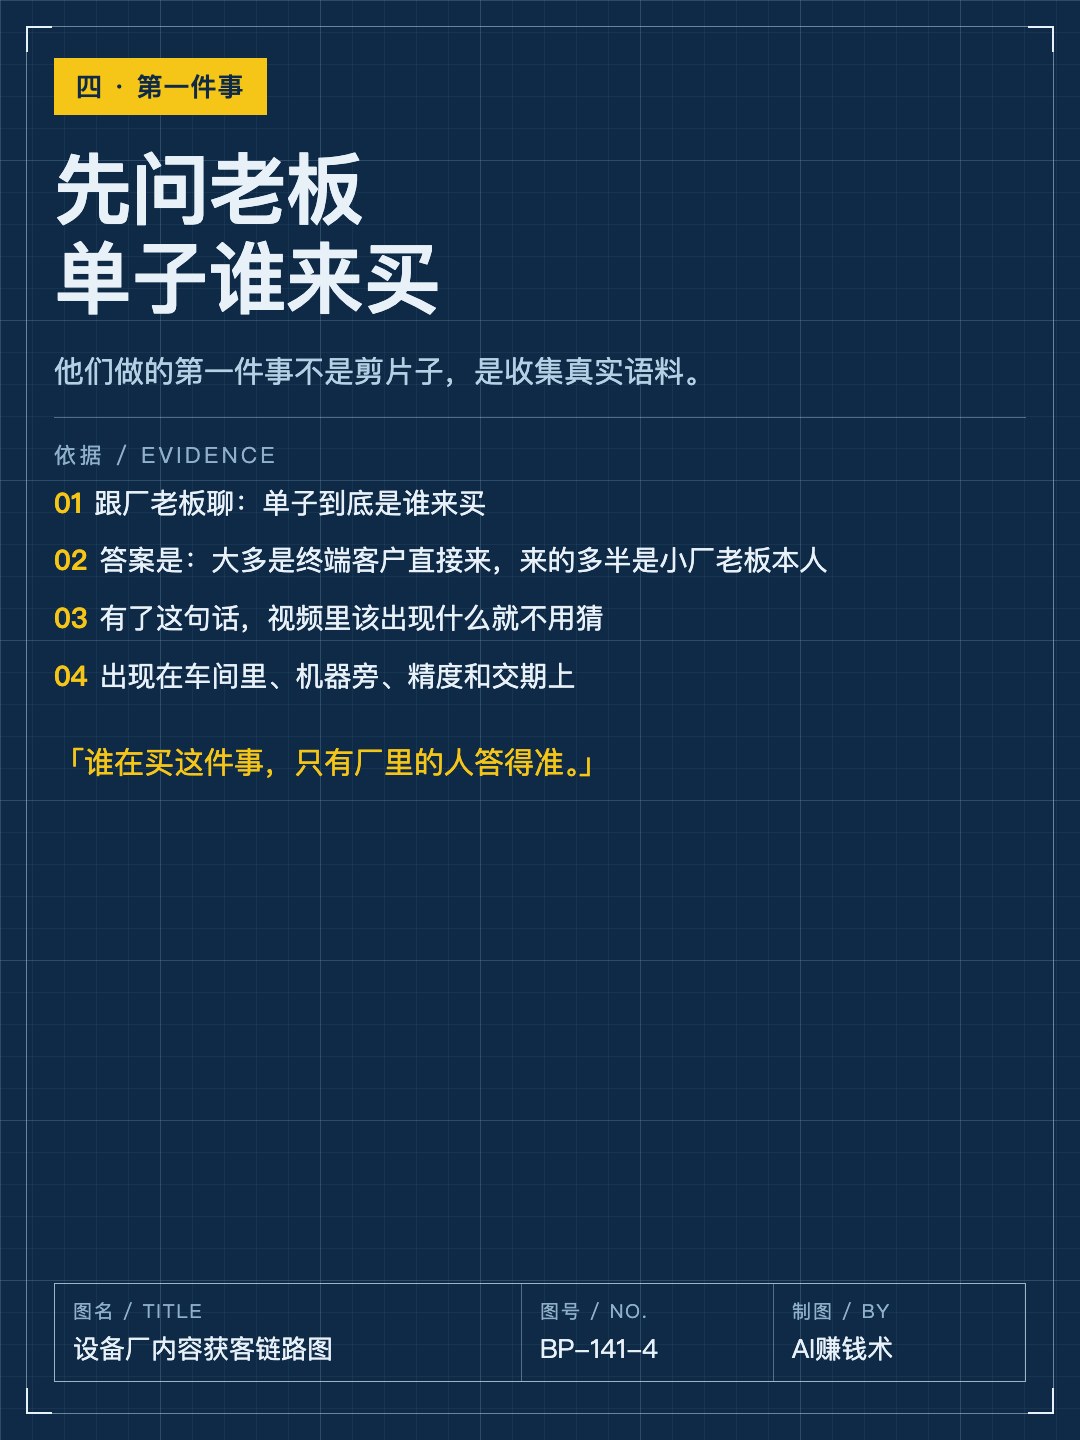 四 · 第一件事
先问老板
单子谁来买
他们做的第一件事不是剪片子，是收集真实语料。
依据 / EVIDENCE
01 跟厂老板聊：单子到底是谁来买
02 答案是：大多是终端客户直接来，来的多半是小厂老板本人
03 有了这句话，视频里该出现什么就不用猜
04 出现在车间里、机器旁、精度和交期上
「谁在买这件事，只有厂里的人答得准。」
图名 / TITLE
设备厂内容获客链路图
图号 / NO.
BP–141–4
制图 / BY
AI赚钱术